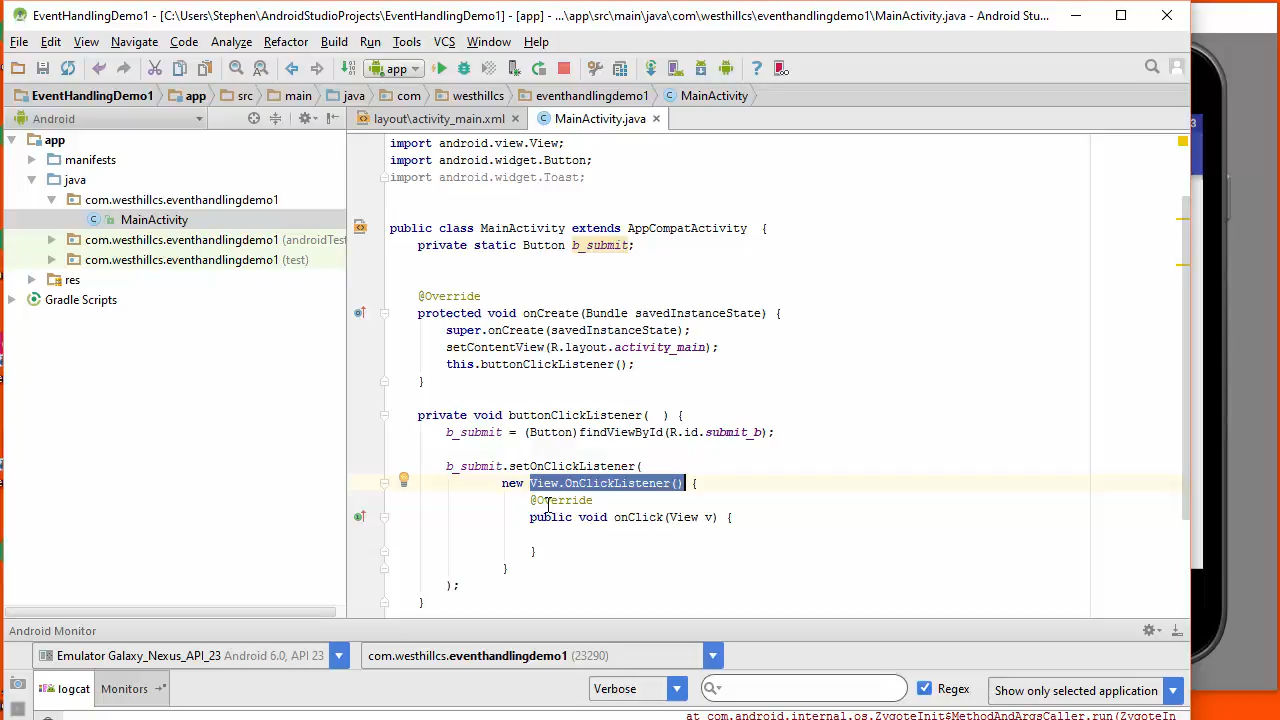 EventHandlingDemo1 - [C:\Users\Stephen\AndroidStudioProjects\EventHandlingDemo1] - [app] - ...\app\src\main\java\com\westhillcs\eventhandlingdemo1\MainActivity.java - Android Stu...
File Edit View Navigate Code Analyze Refactor Build Run Tools VCS Window Help
app
EventHandlingDemo1 app src main java com westhillcs eventhandlingdemo1 MainActivity
Android
layout\activity_main.xml MainActivity.java
3
app
manifests
java
com.westhillcs.eventhandlingdemo1
MainActivity
com.westhillcs.eventhandlingdemo1 (androidTest
com.westhillcs.eventhandlingdemo1 (test)
res
Gradle Scripts
import android.view.View;
import android.widget.Button;
import android.widget.Toast;
public class MainActivity extends AppCompatActivity {
private static Button b_submit;
@Override
protected void onCreate(Bundle savedInstanceState) {
super.onCreate(savedInstanceState);
setContentView(R.layout.activity_main);
this.buttonClickListener();
}
private void buttonClickListener( ) {
b_submit = (Button)findViewById(R.id.submit_b);
b_submit.setOnClickListener(
new View.OnClickListener() {
@Override
public void onClick(View v) {
}
}
);
}
Android Monitor
Emulator Galaxy_Nexus_API_23 Android 6.0, API 23 com.westhillcs.eventhandlingdemo1 (23290)
logcat Monitors Verbose Regex Show only selected application
at com.android.internal.os.ZygoteInit$MethodAndArgsCaller.run(ZygoteIn